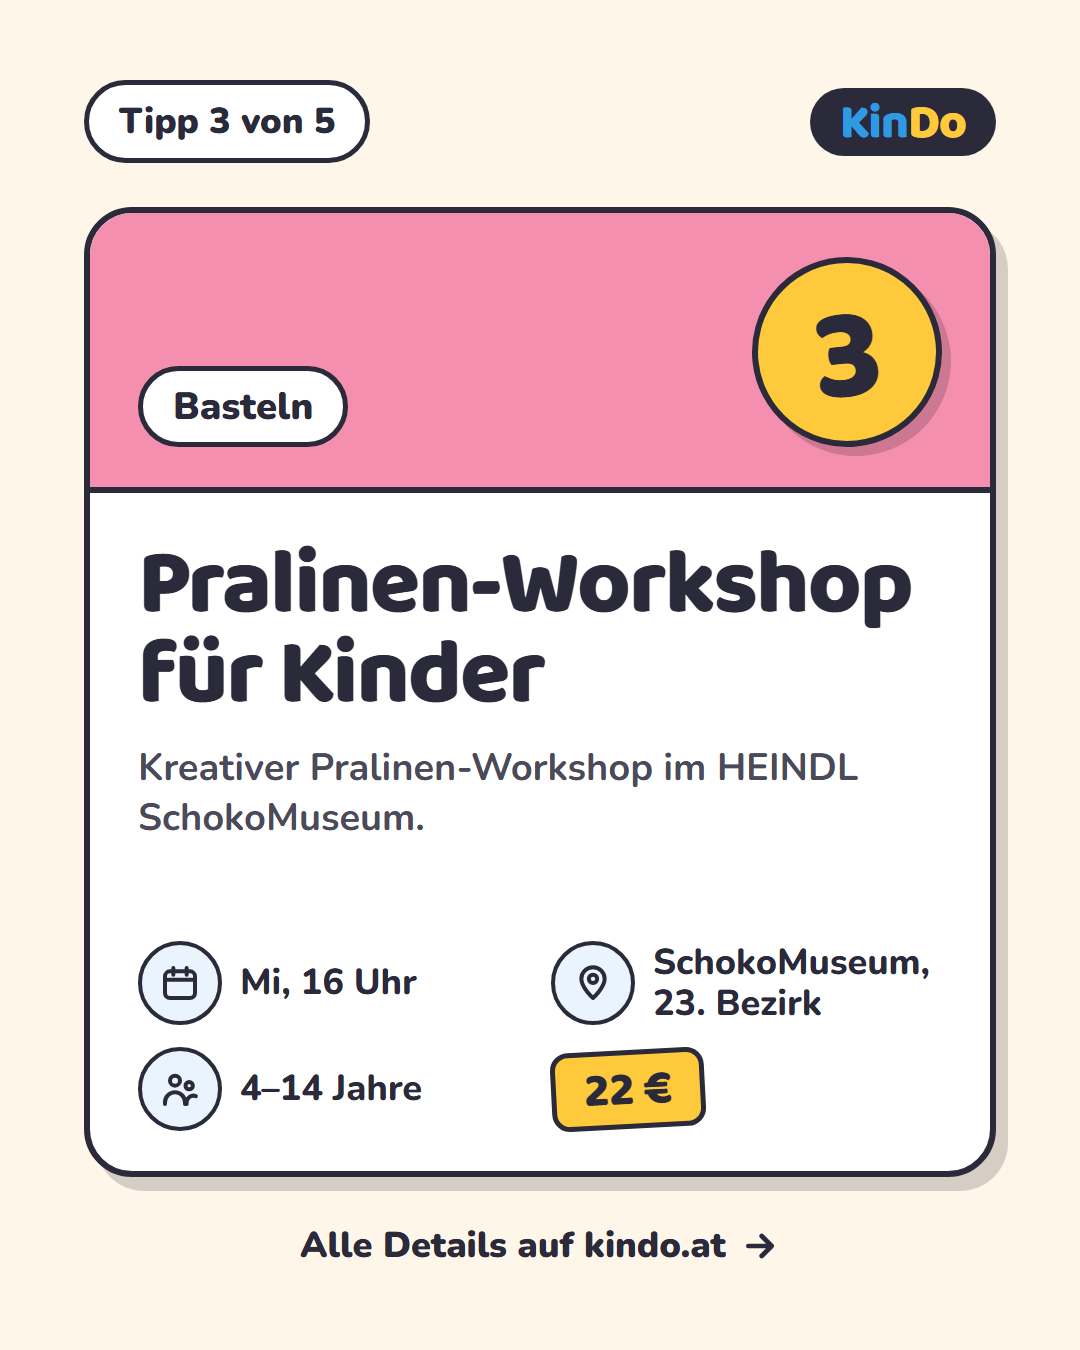 Tipp 3 von 5
KinDo
3
Basteln
Pralinen-Workshop
für Kinder
Kreativer Pralinen-Workshop im HEINDL
SchokoMuseum.
Mi, 16 Uhr
SchokoMuseum,
23. Bezirk
4–14 Jahre
22 €
Alle Details auf kindo.at →